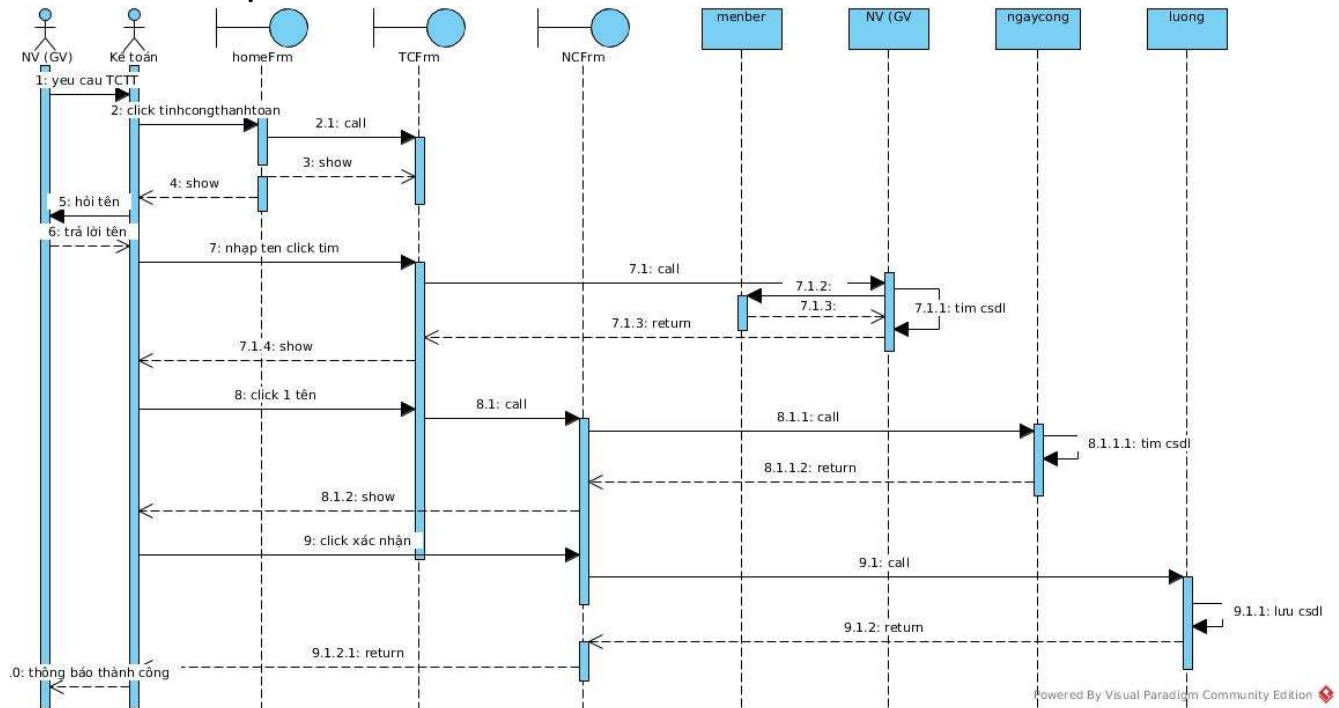 menber
NV (GV
ngaycong
luong
NV (GV)
Kế toán
homeFrm
TCFrm
NCFrm
1: yeu cau TCTT
2: click tinhcongthanhtoan
2.1: call
3: show
4: show
5: hỏi tên
6: trả lời tên
7: nhạp ten click tim
7.1: call
7.1.2:
7.1.3:
7.1.1: tim csdl
7.1.3: return
7.1.4: show
8: click 1 tên
8.1: call
8.1.1: call
8.1.1.1: tim csdl
8.1.1.2: return
8.1.2: show
9: click xác nhận
9.1: call
9.1.1: lưu csdl
9.1.2: return
9.1.2.1: return
.0: thông báo thành công
Powered By Visual Paradigm Community Edition